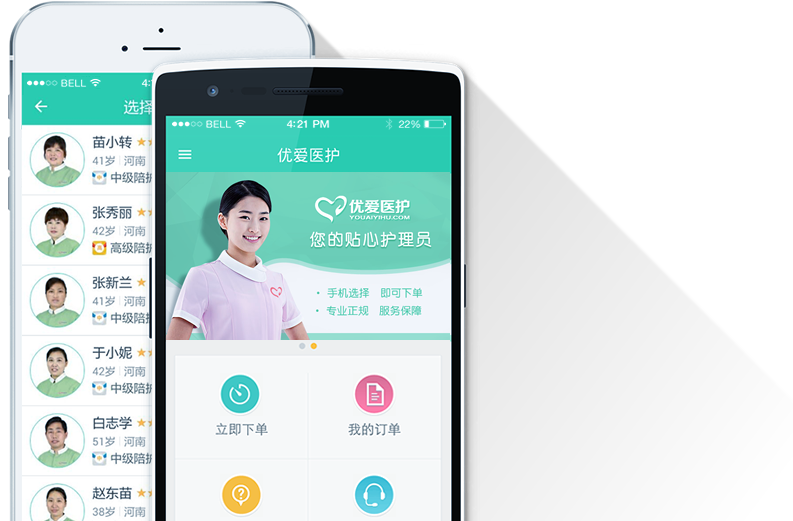 BELL
4:
选择
苗小转
41岁 河南
中级陪护
张秀丽
42岁 河南
高级陪护
张新兰
41岁 河南
中级陪护
于小妮
42岁 河南
中级陪护
白志学
51岁 河南
中级陪护
赵东苗
38岁 河南
BELL 4:21 PM 22%
优爱医护
优爱医护
YOUAIYIHU.COM
您的贴心护理员
• 手机选择 即可下单
• 专业正规 服务保障
立即下单
我的订单